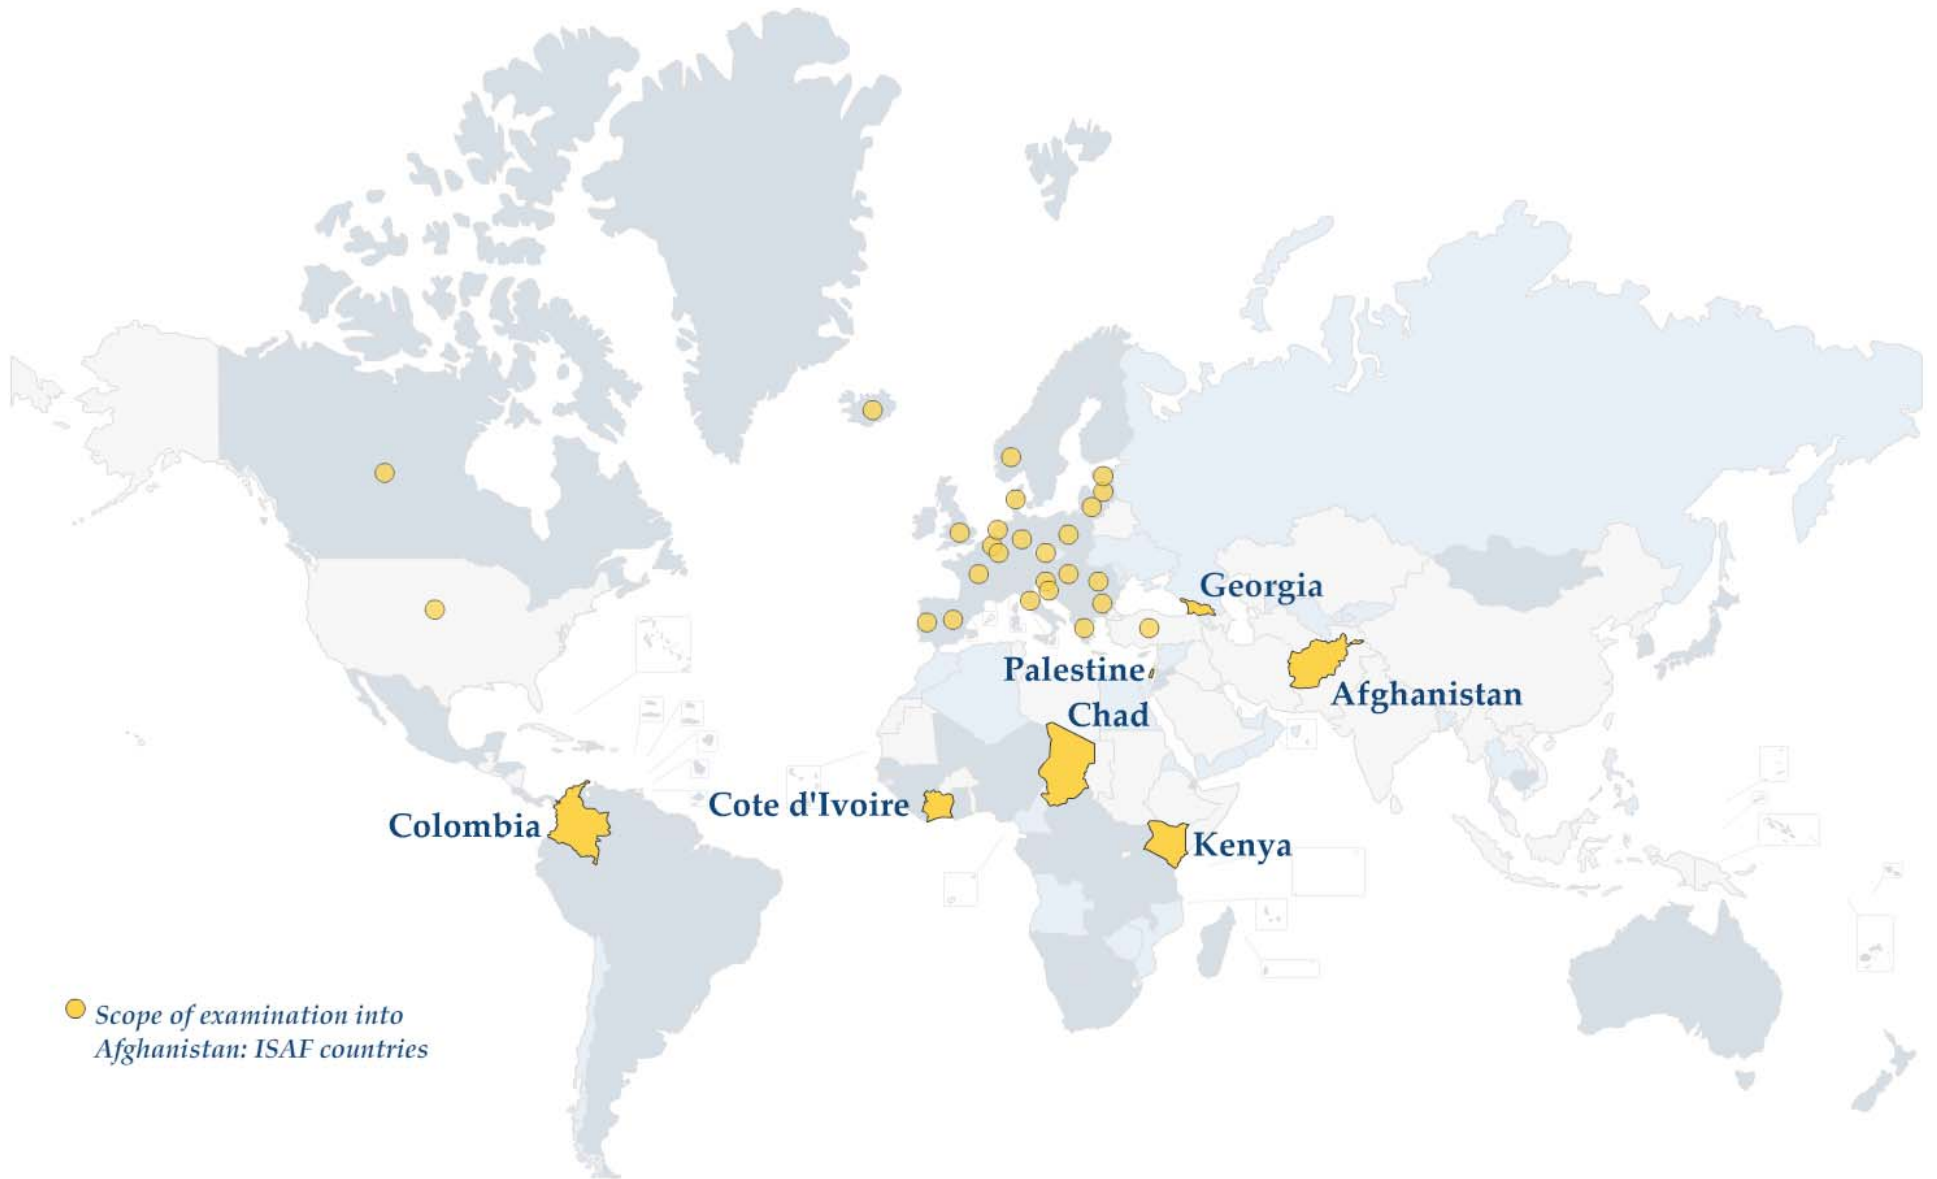 Georgia
Palestine
Afghanistan
Chad
Cote d'Ivoire
Colombia
Kenya
Scope of examination into
Afghanistan: ISAF countries